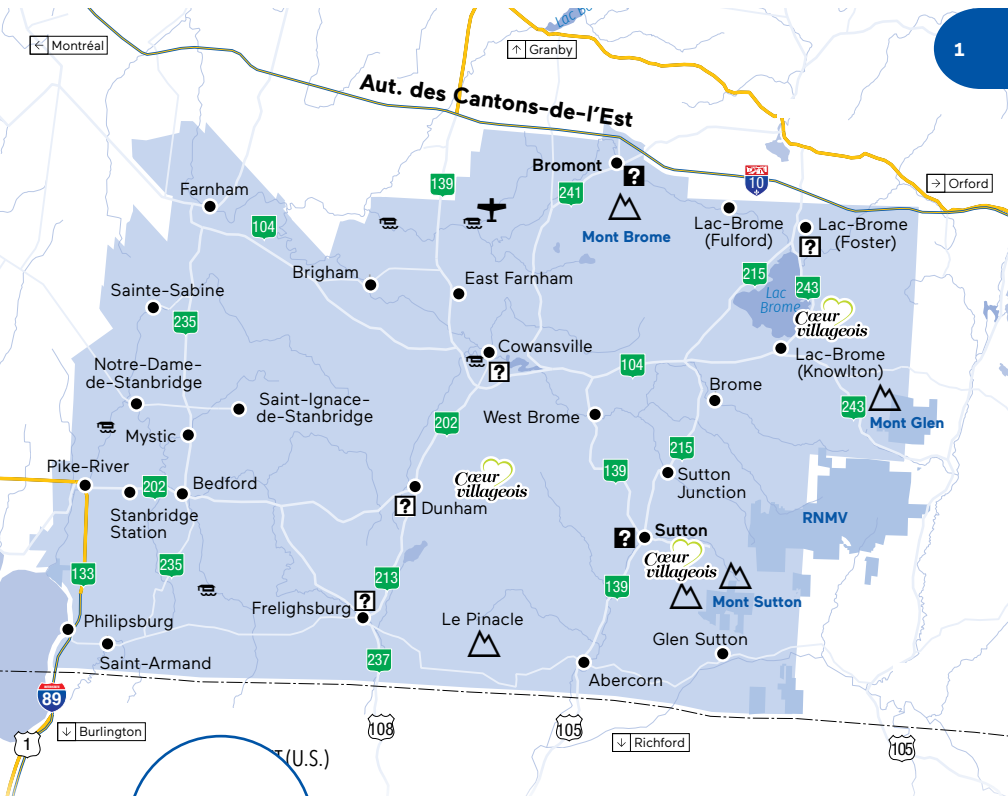 Lac Br
← Montréal
↑ Granby
1
Aut. des Cantons-de-l'Est
Bromont
?
10
→ Orford
139
241
Farnham
104
Mont Brome
Lac-Brome
(Fulford)
Lac-Brome
(Foster)
?
Brigham
East Farnham
215
243
Sainte-Sabine
235
Lac
Brome
Cœur
villageois
Cowansville
?
104
Lac-Brome
(Knowlton)
Notre-Dame-
de-Stanbridge
Saint-Ignace-
de-Stanbridge
Brome
243
Mont Glen
West Brome
202
Mystic
215
Pike-River
202
Bedford
Cœur
villageois
139
Sutton
Junction
Stanbridge
Station
?
Dunham
RNMV
?
Sutton
Cœur
villageois
235
133
213
139
Mont Sutton
Frelighsburg
?
Le Pinacle
Philipsburg
Glen Sutton
Saint-Armand
237
Abercorn
89
108
105
105
1
↓ Burlington
↓ Richford
T(U.S.)